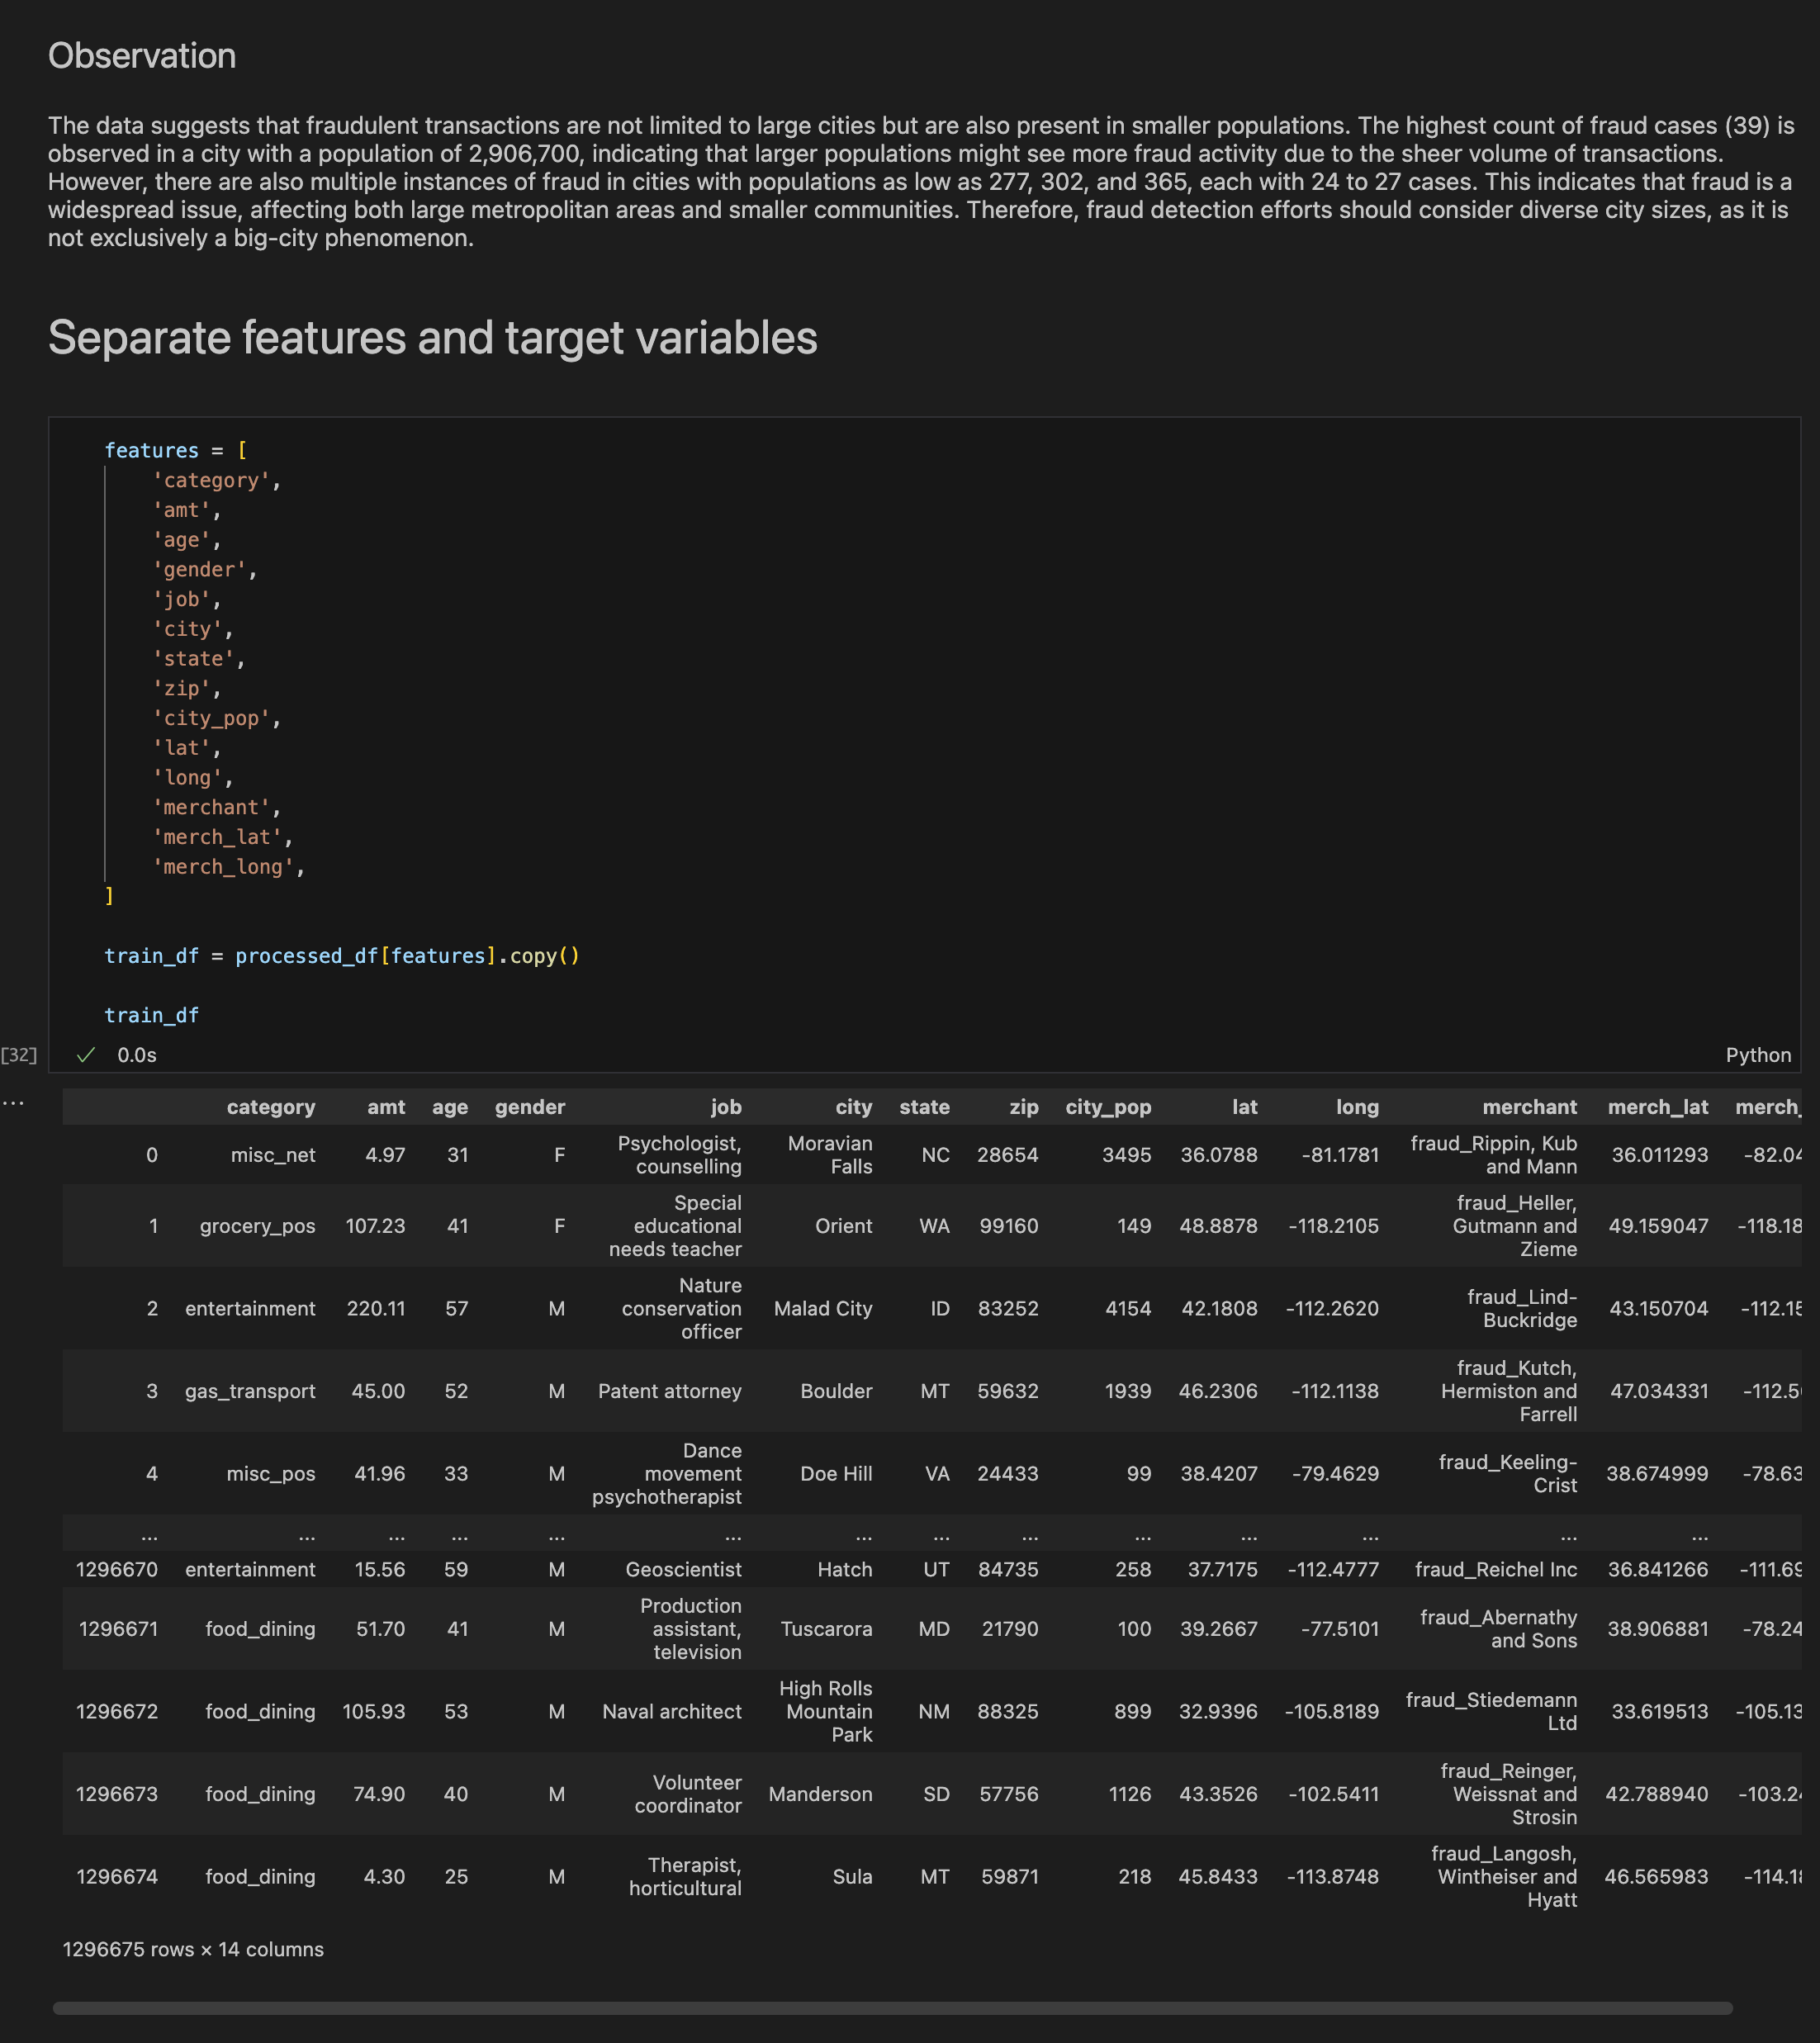 Observation
The data suggests that fraudulent transactions are not limited to large cities but are also present in smaller populations. The highest count of fraud cases (39) is
observed in a city with a population of 2,906,700, indicating that larger populations might see more fraud activity due to the sheer volume of transactions.
However, there are also multiple instances of fraud in cities with populations as low as 277, 302, and 365, each with 24 to 27 cases. This indicates that fraud is a
widespread issue, affecting both large metropolitan areas and smaller communities. Therefore, fraud detection efforts should consider diverse city sizes, as it is
not exclusively a big-city phenomenon.
Separate features and target variables
features = [
    'category',
    'amt',
    'age',
    'gender',
    'job',
    'city',
    'state',
    'zip',
    'city_pop',
    'lat',
    'long',
    'merchant',
    'merch_lat',
    'merch_long',
]
train_df = processed_df[features].copy()
train_df
[32] ✓ 0.0s Python
... category amt age gender job city state zip city_pop lat long merchant merch_lat merch_
0 misc_net 4.97 31 F Psychologist, counselling Moravian Falls NC 28654 3495 36.0788 -81.1781 fraud_Rippin, Kub and Mann 36.011293 -82.04
1 grocery_pos 107.23 41 F Special educational needs teacher Orient WA 99160 149 48.8878 -118.2105 fraud_Heller, Gutmann and Zieme 49.159047 -118.18
2 entertainment 220.11 57 M Nature conservation officer Malad City ID 83252 4154 42.1808 -112.2620 fraud_Lind-Buckridge 43.150704 -112.15
3 gas_transport 45.00 52 M Patent attorney Boulder MT 59632 1939 46.2306 -112.1138 fraud_Kutch, Hermiston and Farrell 47.034331 -112.5
4 misc_pos 41.96 33 M Dance movement psychotherapist Doe Hill VA 24433 99 38.4207 -79.4629 fraud_Keeling-Crist 38.674999 -78.63
... ... ... ... ... ... ... ... ... ... ... ... ... ...
1296670 entertainment 15.56 59 M Geoscientist Hatch UT 84735 258 37.7175 -112.4777 fraud_Reichel Inc 36.841266 -111.69
1296671 food_dining 51.70 41 M Production assistant, television Tuscarora MD 21790 100 39.2667 -77.5101 fraud_Abernathy and Sons 38.906881 -78.24
1296672 food_dining 105.93 53 M Naval architect High Rolls Mountain Park NM 88325 899 32.9396 -105.8189 fraud_Stiedemann Ltd 33.619513 -105.13
1296673 food_dining 74.90 40 M Volunteer coordinator Manderson SD 57756 1126 43.3526 -102.5411 fraud_Reinger, Weissnat and Strosin 42.788940 -103.2
1296674 food_dining 4.30 25 M Therapist, horticultural Sula MT 59871 218 45.8433 -113.8748 fraud_Langosh, Wintheiser and Hyatt 46.565983 -114.1
1296675 rows × 14 columns